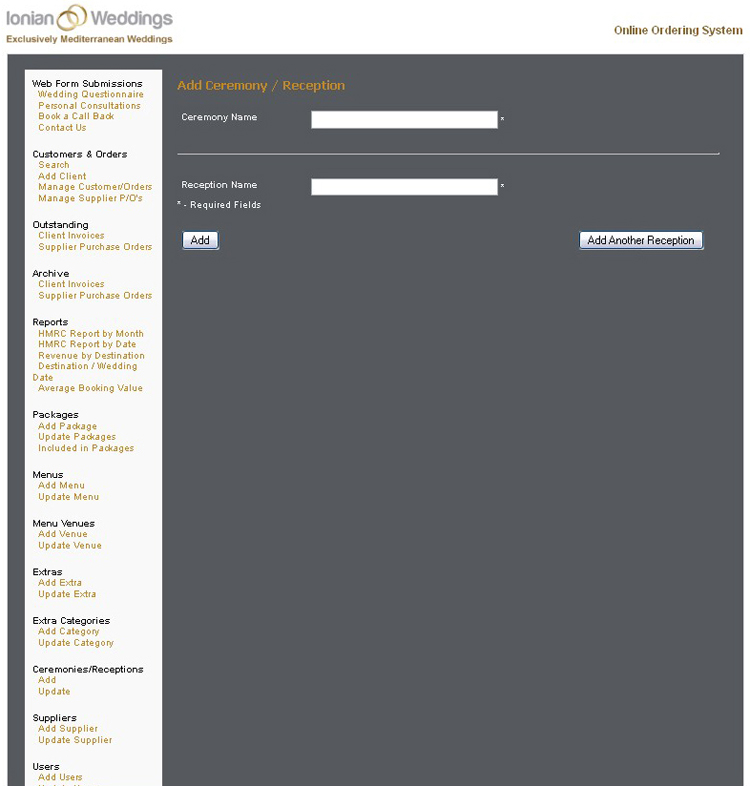 Ionian Weddings
Exclusively Mediterranean Weddings
Online Ordering System
Web Form Submissions
Wedding Questionnaire
Personal Consultations
Book a Call Back
Contact Us
Customers & Orders
Search
Add Client
Manage Customer/Orders
Manage Supplier P/O's
Outstanding
Client Invoices
Supplier Purchase Orders
Archive
Client Invoices
Supplier Purchase Orders
Reports
HMRC Report by Month
HMRC Report by Date
Revenue by Destination
Destination / Wedding
Date
Average Booking Value
Packages
Add Package
Update Packages
Included in Packages
Menus
Add Menu
Update Menu
Menu Venues
Add Venue
Update Venue
Extras
Add Extra
Update Extra
Extra Categories
Add Category
Update Category
Ceremonies/Receptions
Add
Update
Suppliers
Add Supplier
Update Supplier
Users
Add Users
Add Ceremony / Reception
Ceremony Name *
Reception Name *
* - Required Fields
Add Add Another Reception